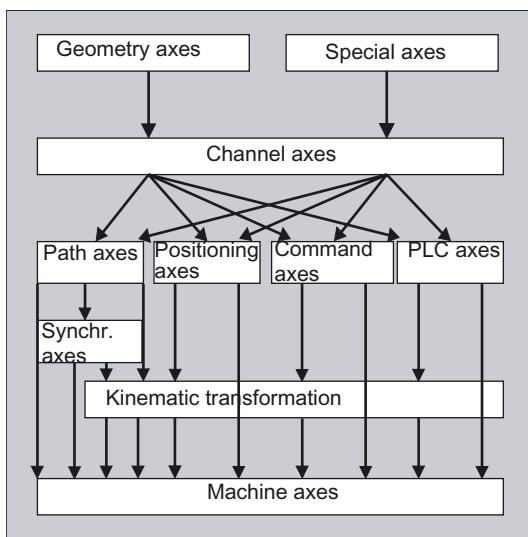 Geometry axes
Special axes
Channel axes
Path axes
Positioning
axes
Command
axes
PLC axes
Synchr.
axes
Kinematic transformation
Machine axes